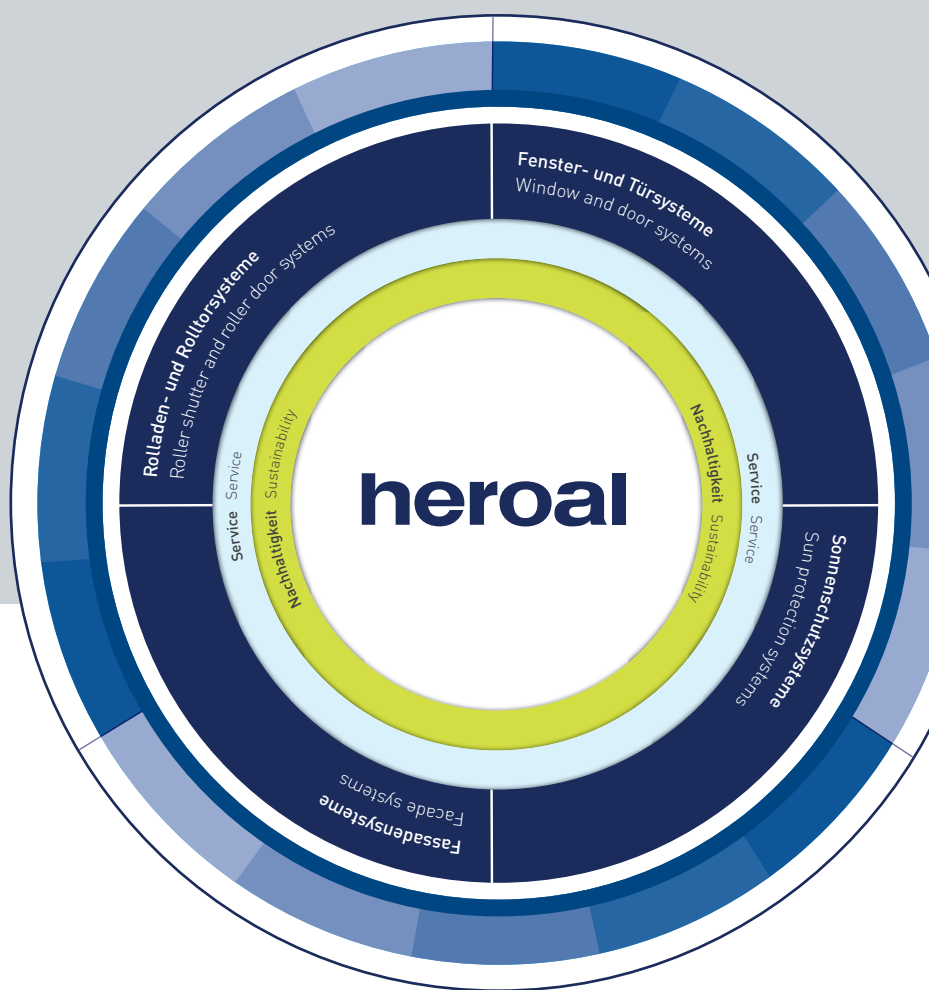 Fenster- und Türsysteme
Window and door systems
Rolladen- und Rolltorsysteme
Roller shutter and roller door systems
Sonnenschutzsysteme
Sun protection systems
Fassadensysteme
Facade systems
Service Service
Nachhaltigkeit Sustainability
heroal
Nachhaltigkeit Sustainability
Service Service